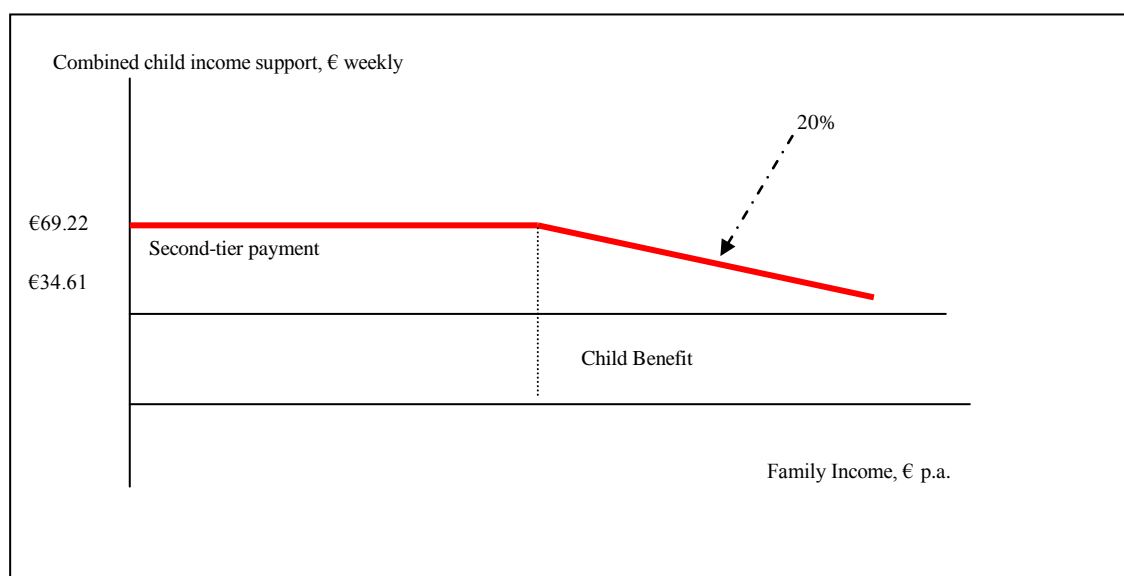 Combined child income support, € weekly
20%
€69.22
Second-tier payment
€34.61
Child Benefit
Family Income, € p.a.